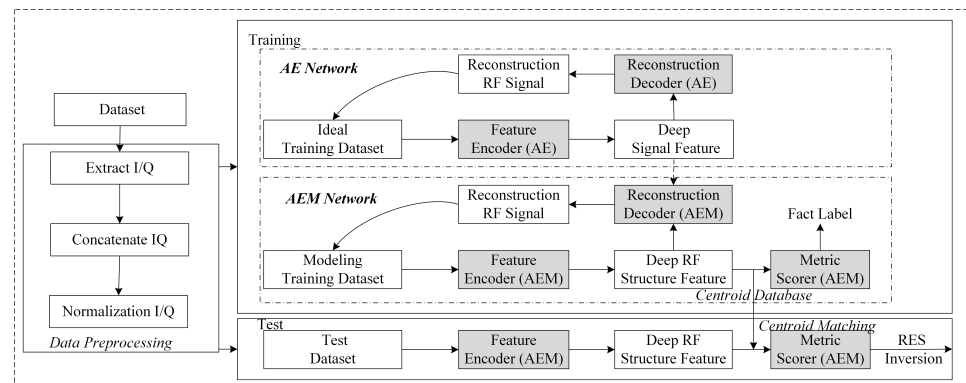 Training
AE Network
Reconstruction
RF Signal
Reconstruction
Decoder (AE)
Dataset
Ideal
Training Dataset
Feature
Encoder (AE)
Deep
Signal Feature
Extract I/Q
AEM Network
Reconstruction
RF Signal
Reconstruction
Decoder (AEM)
Fact Label
Concatenate IQ
Modeling
Training Dataset
Feature
Encoder (AEM)
Deep RF
Structure Feature
Metric
Scorer (AEM)
Centroid Database
Normalization I/Q
Data Preprocessing
Test
Centroid Matching
Test
Dataset
Feature
Encoder (AEM)
Deep RF
Structure Feature
Metric
Scorer (AEM)
RES
Inversion